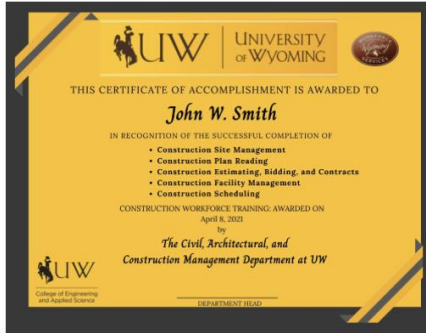 UW
UNIVERSITY
OF WYOMING
Wyoming
SERVICES
THIS CERTIFICATE OF ACCOMPLISHMENT IS AWARDED TO
John W. Smith
IN RECOGNITION OF THE SUCCESSFUL COMPLETION OF
• Construction Site Management
• Construction Plan Reading
• Construction Estimating, Bidding, and Contracts
• Construction Facility Management
• Construction Scheduling
CONSTRUCTION WORKFORCE TRAINING: AWARDED ON
April 8, 2021
by
The Civil, Architectural, and
Construction Management Department at UW
UW
College of Engineering
and Applied Science
DEPARTMENT HEAD